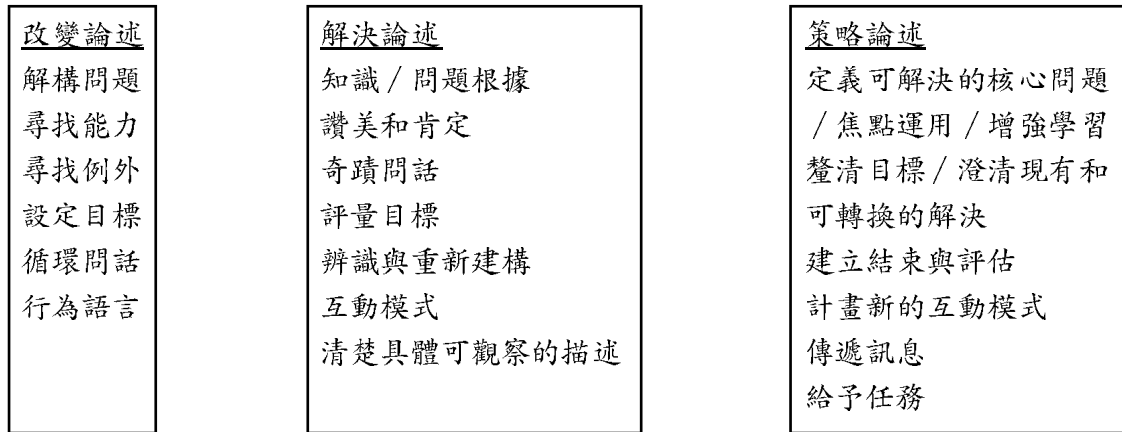 改變論述
解構問題
尋找能力
尋找例外
設定目標
循環問話
行為語言
解決論述
知識/問題根據
讚美和肯定
奇蹟問話
評量目標
辨識與重新建構
互動模式
清楚具體可觀察的描述
策略論述
定義可解決的核心問題
/焦點運用/增強學習
釐清目標/澄清現有和
可轉換的解決
建立結束與評估
計畫新的互動模式
傳遞訊息
給予任務